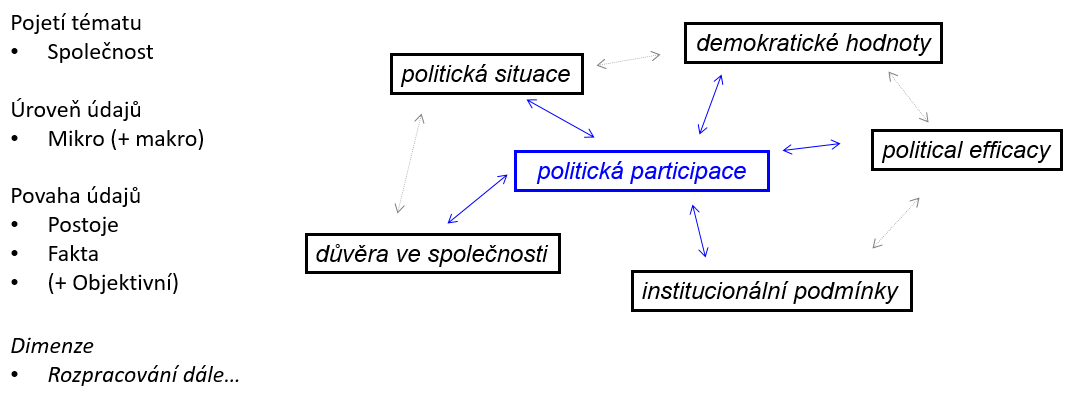 Pojetí tématu
• Společnost
Úroveň údajů
• Mikro (+ makro)
Povaha údajů
• Postoje
• Fakta
• (+ Objektivní)
Dimenze
• Rozpracování dále...
demokratické hodnoty
politická situace
political efficacy
politická participace
důvěra ve společnosti
institucionální podmínky